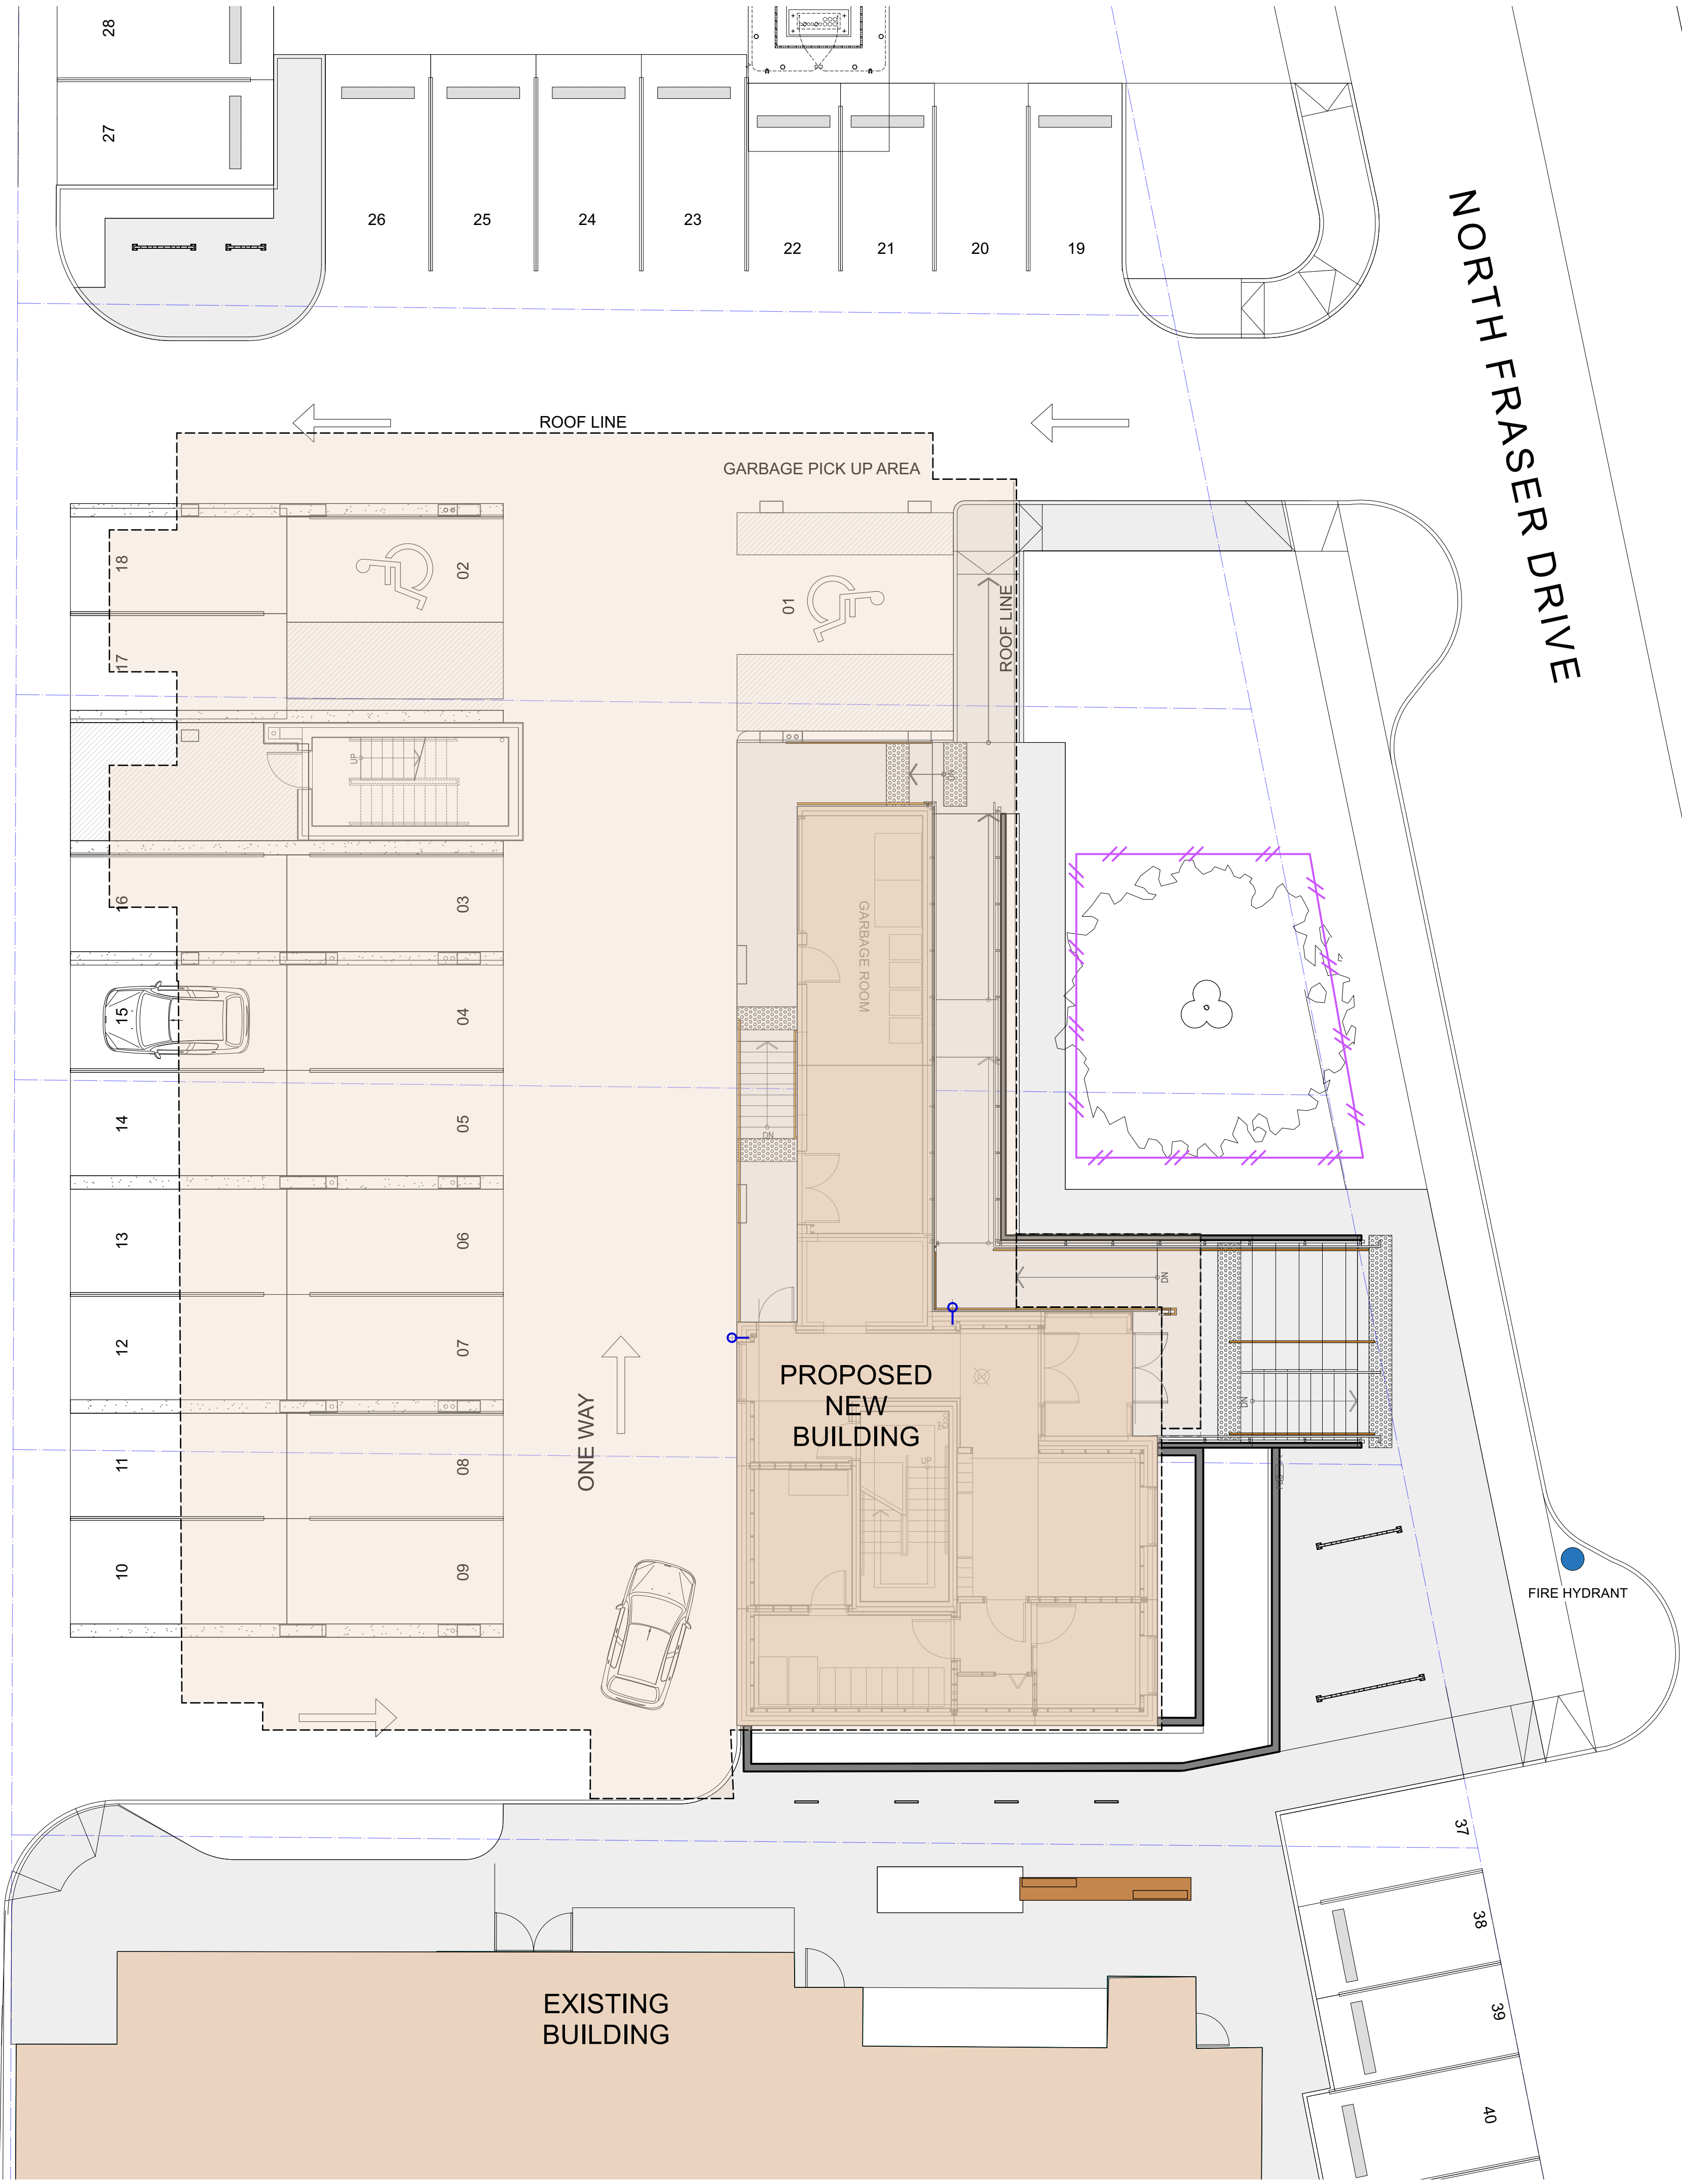 28
27
26
25
24
23
22
21
20
19
NORTH FRASER DRIVE
ROOF LINE
GARBAGE PICK UP AREA
18
02
01
ROOF LINE
17
UP
DN
16
03
GARBAGE ROOM
15
04
14
05
DN
13
06
DN
12
07
PROPOSED
NEW
BUILDING
ONE WAY
DN
11
08
UP
10
09
FIRE HYDRANT
37
38
39
40
EXISTING
BUILDING